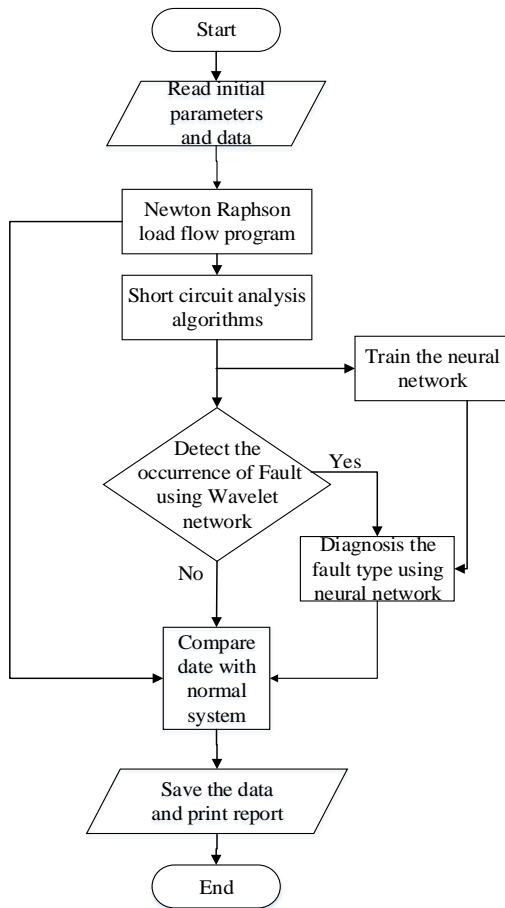 Start
Read initial
parameters
and data
Newton Raphson
load flow program
Short circuit analysis
algorithms
Train the neural
network
Detect the
occurrence of Fault
using Wavelet
network
Yes
Diagnosis the
fault type using
neural network
No
Compare
date with
normal
system
Save the data
and print report
End